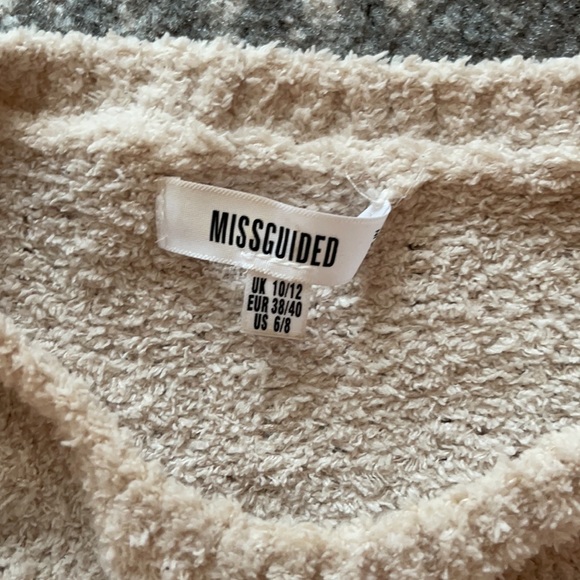 MISSGUIDED
UK 10/12
EUR 38/40
US 6/8